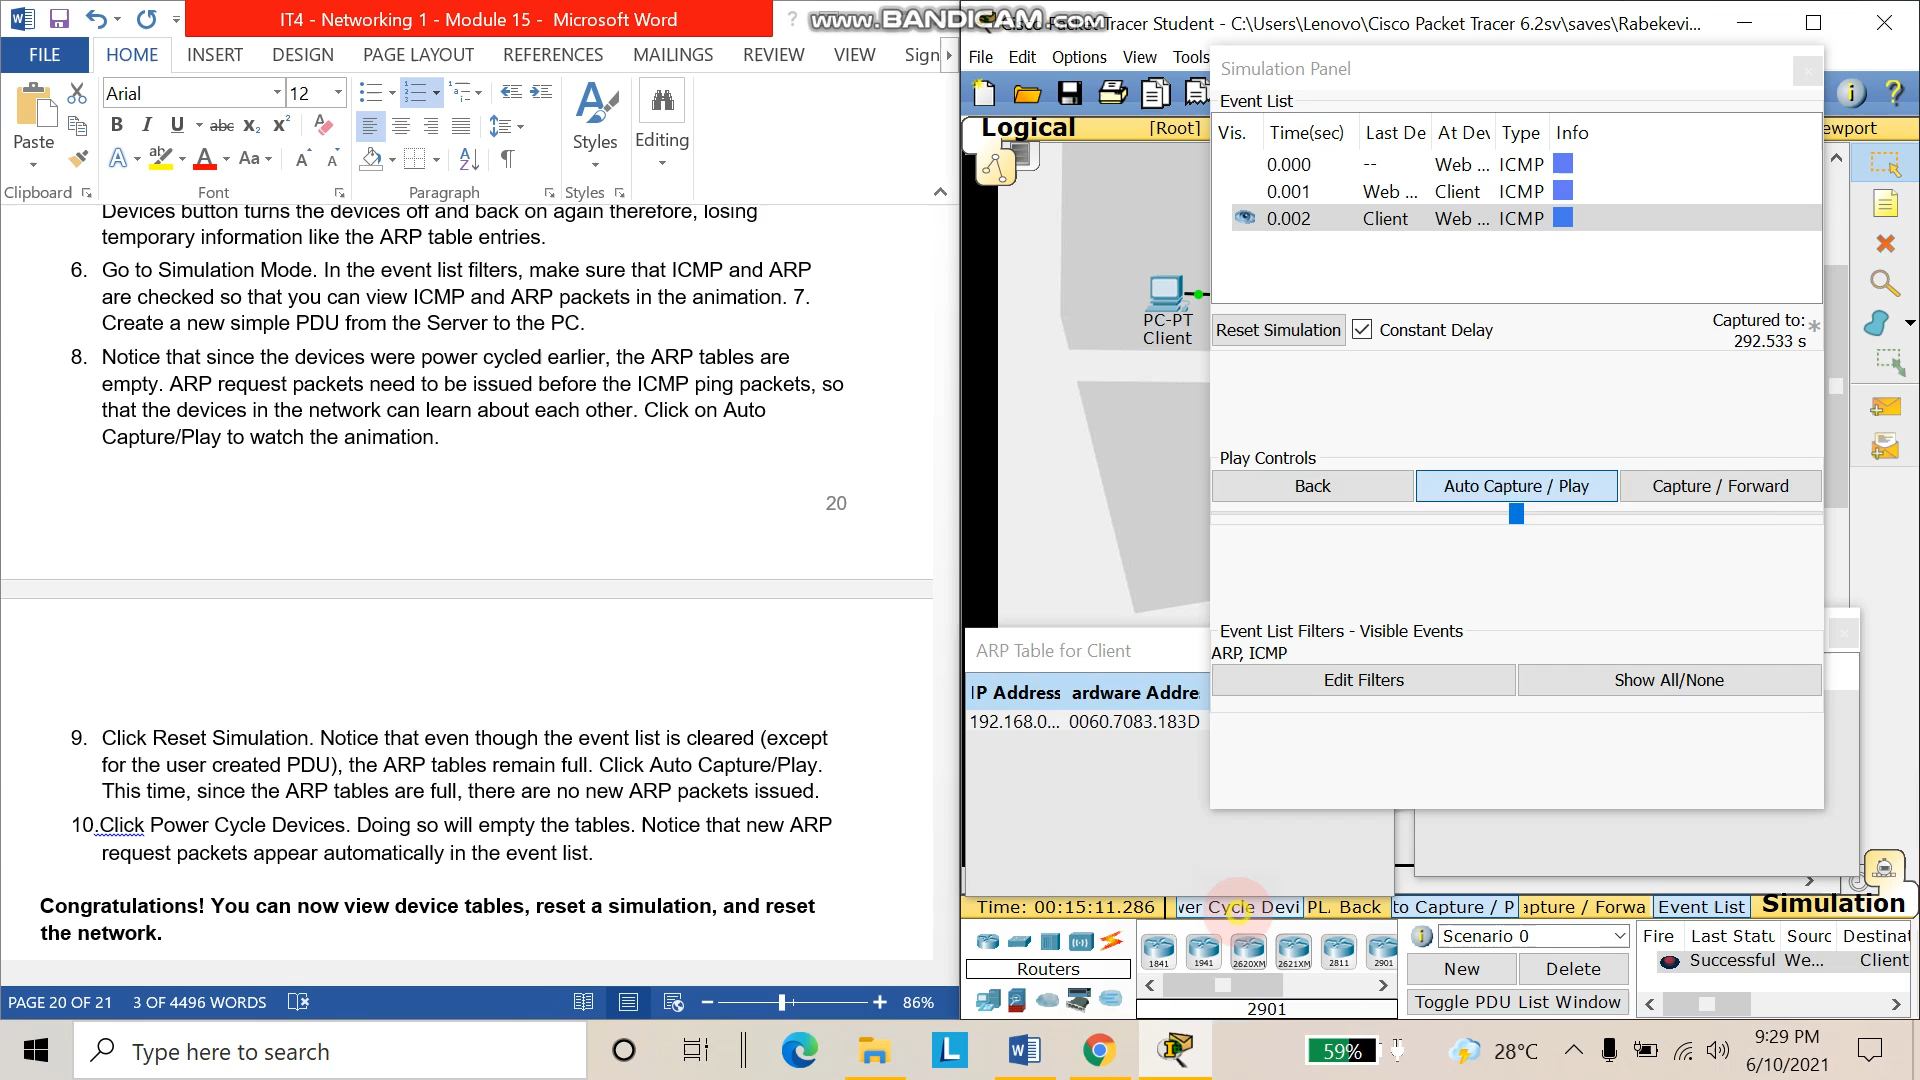 IT4 - Networking 1 - Module 15 - Microsoft Word
www.BANDICAM.com
FILE HOME INSERT DESIGN PAGE LAYOUT REFERENCES MAILINGS REVIEW VIEW Sign
Arial 12
Paste
Styles
Editing
Clipboard Font Paragraph Styles
Devices button turns the devices off and back on again therefore, losing
temporary information like the ARP table entries.
6. Go to Simulation Mode. In the event list filters, make sure that ICMP and ARP
are checked so that you can view ICMP and ARP packets in the animation. 7.
Create a new simple PDU from the Server to the PC.
8. Notice that since the devices were power cycled earlier, the ARP tables are
empty. ARP request packets need to be issued before the ICMP ping packets, so
that the devices in the network can learn about each other. Click on Auto
Capture/Play to watch the animation.
20
9. Click Reset Simulation. Notice that even though the event list is cleared (except
for the user created PDU), the ARP tables remain full. Click Auto Capture/Play.
This time, since the ARP tables are full, there are no new ARP packets issued.
10.Click Power Cycle Devices. Doing so will empty the tables. Notice that new ARP
request packets appear automatically in the event list.
Congratulations! You can now view device tables, reset a simulation, and reset
the network.
PAGE 20 OF 21 3 OF 4496 WORDS 86%
Tracer Student - C:\Users\Lenovo\Cisco Packet Tracer 6.2sv\saves\Rabekevi...
File Edit Options View Tools
Logical [Root] ewport
PC-PT
Client
Simulation Panel
Event List
Vis. Time(sec) Last De At Dev Type Info
0.000 -- Web ... ICMP
0.001 Web ... Client ICMP
0.002 Client Web ... ICMP
Reset Simulation Constant Delay
Captured to: *
292.533 s
Play Controls
Back Auto Capture / Play Capture / Forward
Event List Filters - Visible Events
ARP, ICMP
Edit Filters Show All/None
ARP Table for Client
IP Address ardware Addre
192.168.0... 0060.7083.183D
Time: 00:15:11.286 wer Cycle Devi PL. Back to Capture / P apture / Forwa Event List Simulation
1841 1941 2620XM 2621XM 2811 2901
Routers
2901
Scenario 0
New Delete
Toggle PDU List Window
Fire Last Statu Sourc Destinat
Successful We... Client
Type here to search
59%
28°C
9:29 PM
6/10/2021